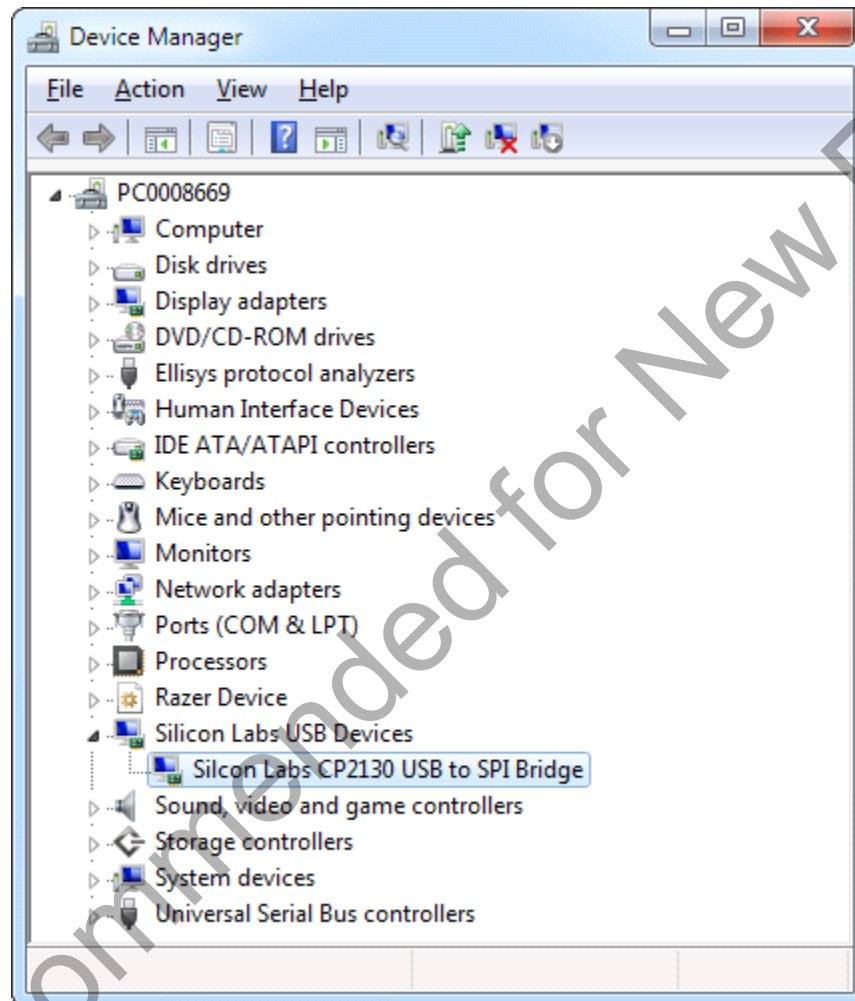 Device Manager
File Action View Help
PC0008669
Computer
Disk drives
Display adapters
DVD/CD-ROM drives
Ellisys protocol analyzers
Human Interface Devices
IDE ATA/ATAPI controllers
Keyboards
Mice and other pointing devices
Monitors
Network adapters
Ports (COM & LPT)
Processors
Razer Device
Silicon Labs USB Devices
Silcon Labs CP2130 USB to SPI Bridge
Sound, video and game controllers
Storage controllers
System devices
Universal Serial Bus controllers
ommended for New